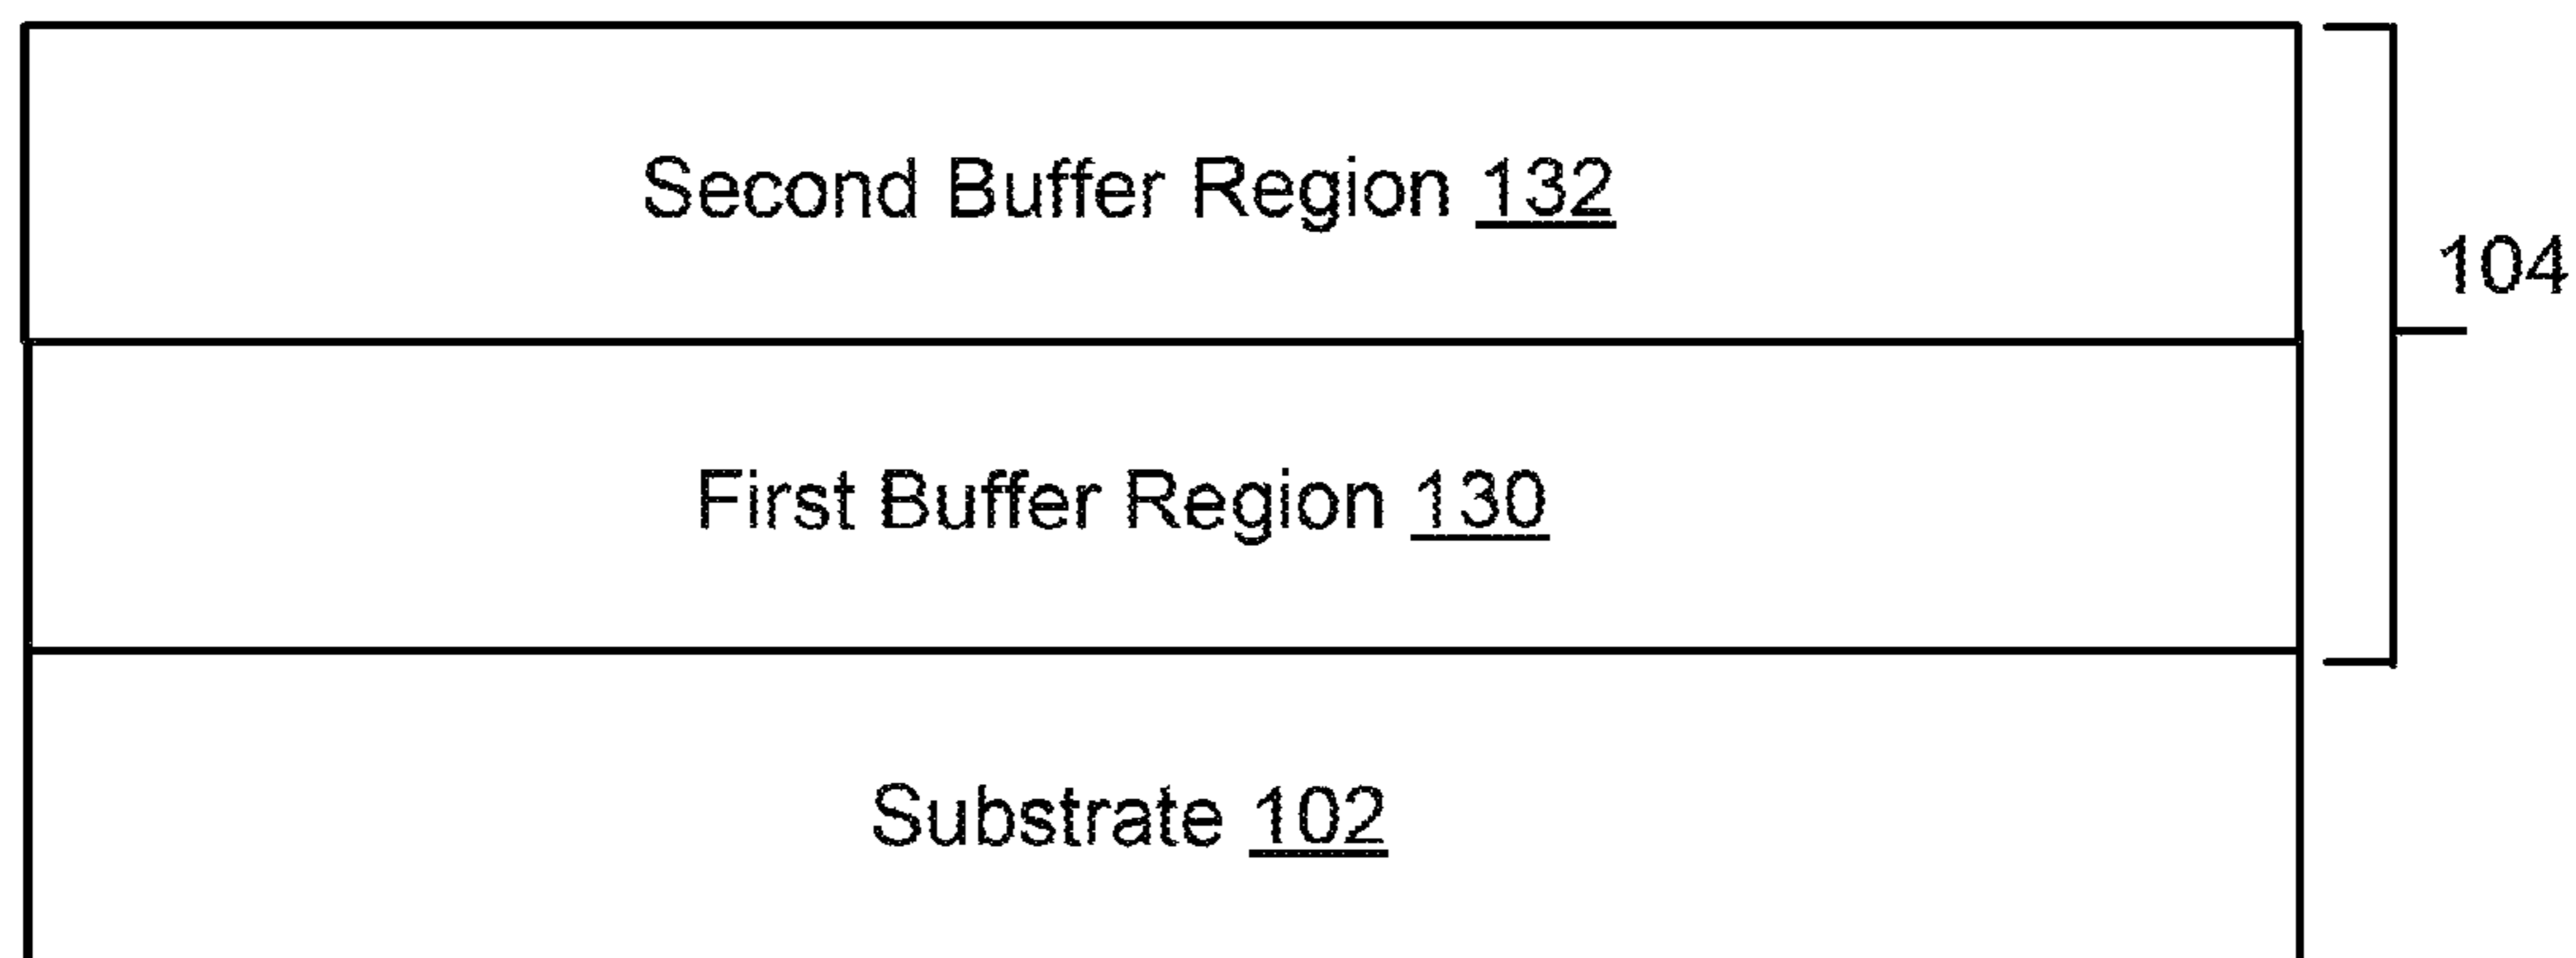 Second Buffer Region 132
104
First Buffer Region 130
Substrate 102